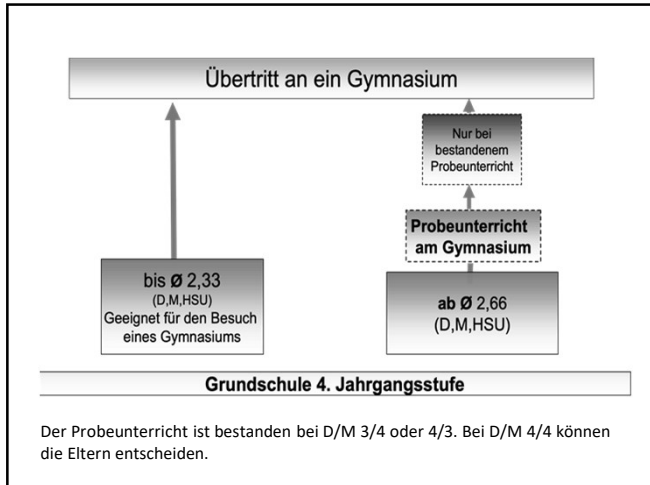 Übertritt an ein Gymnasium
Nur bei
bestandenem
Probeunterricht
Probeunterricht
am Gymnasium
bis Ø 2,33
(D,M,HSU)
Geeignet für den Besuch
eines Gymnasiums
ab Ø 2,66
(D,M,HSU)
Grundschule 4. Jahrgangsstufe
Der Probeunterricht ist bestanden bei D/M 3/4 oder 4/3. Bei D/M 4/4 können
die Eltern entscheiden.